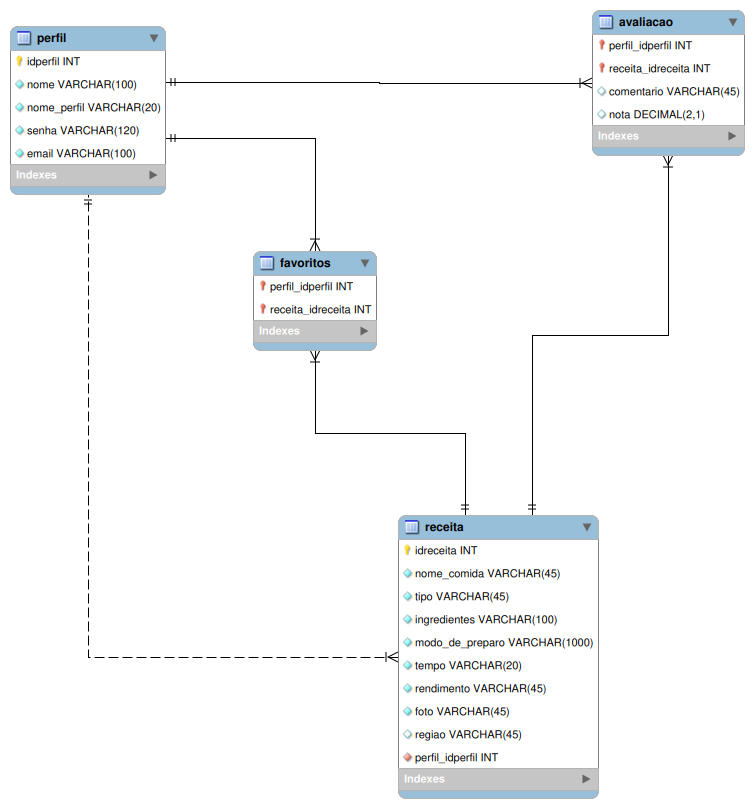 perfil
idperfil INT
nome VARCHAR(100)
nome_perfil VARCHAR(20)
senha VARCHAR(120)
email VARCHAR(100)
Indexes
avaliacao
perfil_idperfil INT
receita_idreceita INT
comentario VARCHAR(45)
nota DECIMAL(2,1)
Indexes
favoritos
perfil_idperfil INT
receita_idreceita INT
Indexes
receita
idreceita INT
nome_comida VARCHAR(45)
tipo VARCHAR(45)
ingredientes VARCHAR(100)
modo_de_preparo VARCHAR(1000)
tempo VARCHAR(20)
rendimento VARCHAR(45)
foto VARCHAR(45)
regiao VARCHAR(45)
perfil_idperfil INT
Indexes